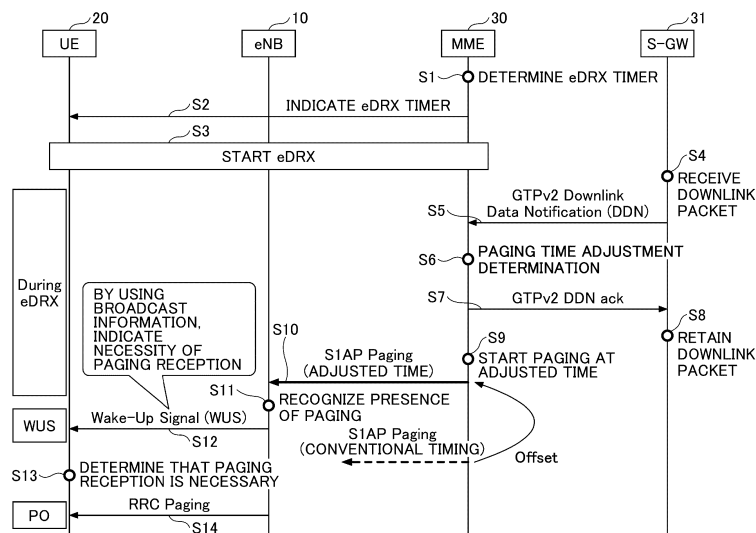 20
10
30
31
UE
eNB
MME
S-GW
S1
DETERMINE eDRX TIMER
S2
INDICATE eDRX TIMER
S3
START eDRX
S4
RECEIVE
DOWNLINK
PACKET
GTPv2 Downlink
Data Notification (DDN)
S5
S6
PAGING TIME ADJUSTMENT
DETERMINATION
During
eDRX
S7
GTPv2 DDN ack
S8
RETAIN
DOWNLINK
PACKET
BY USING
BROADCAST
INFORMATION,
INDICATE
NECESSITY OF
PAGING RECEPTION
S9
START PAGING AT
ADJUSTED TIME
S10
S1AP Paging
(ADJUSTED TIME)
S11
RECOGNIZE PRESENCE
OF PAGING
WUS
Wake-Up Signal (WUS)
S12
S1AP Paging
(CONVENTIONAL TIMING)
Offset
S13
DETERMINE THAT PAGING
RECEPTION IS NECESSARY
PO
RRC Paging
S14